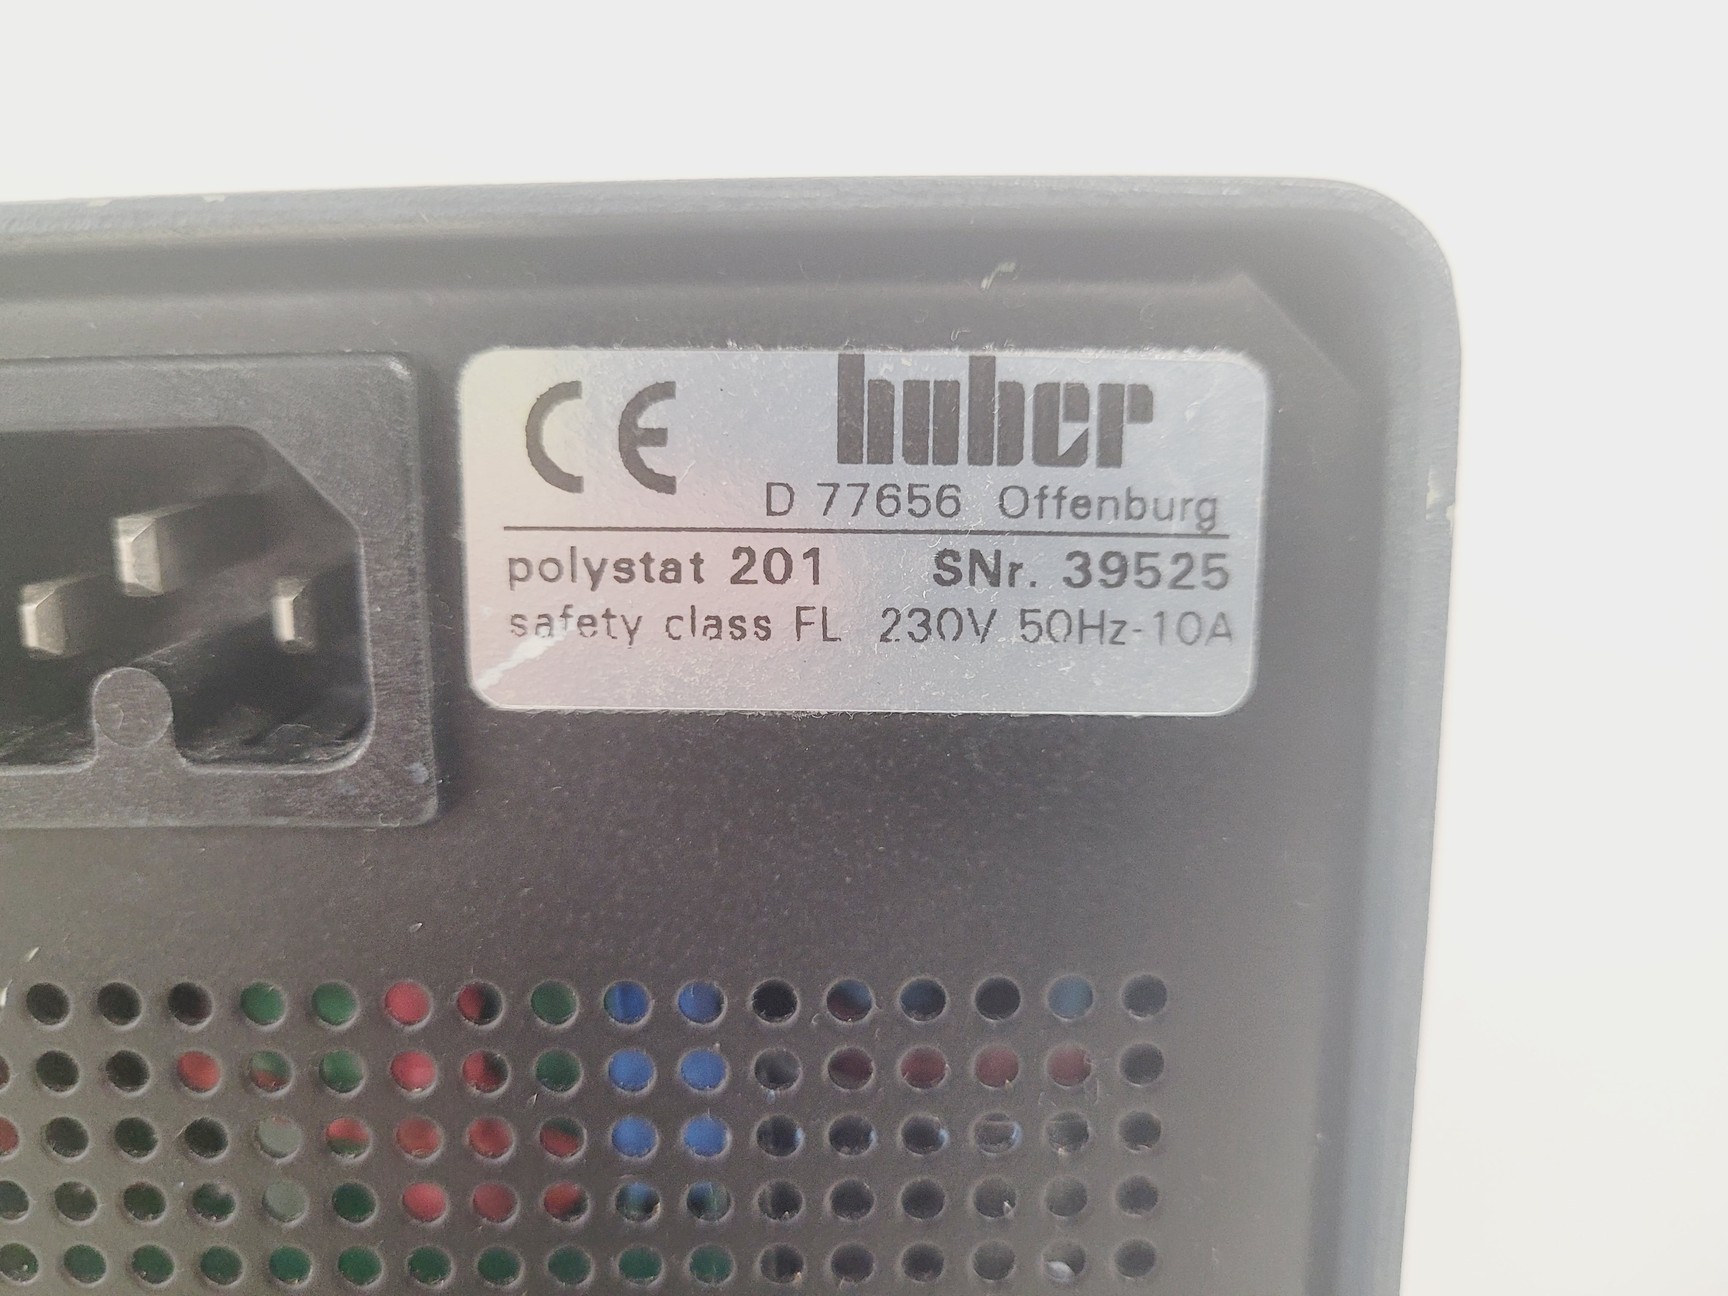 CE huber
D 77656 Offenburg
polystat 201 SNr. 39525
safety class FL 230V 50Hz-10A